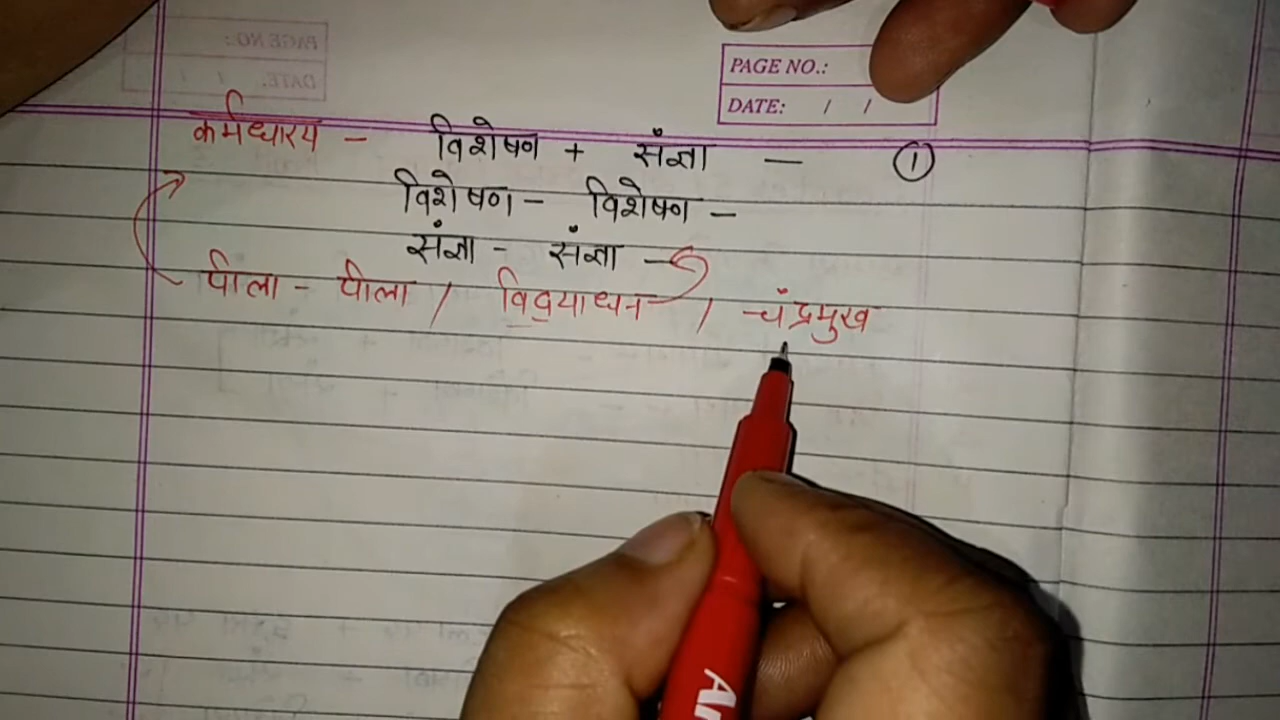 PAGE NO.:
DATE: / /
कर्मधारय - विशेषण + संज्ञा — ①
विशेषण - विशेषण -
संज्ञा - संज्ञा -
पीला - पीला / विद्याधन / चंद्रमुख